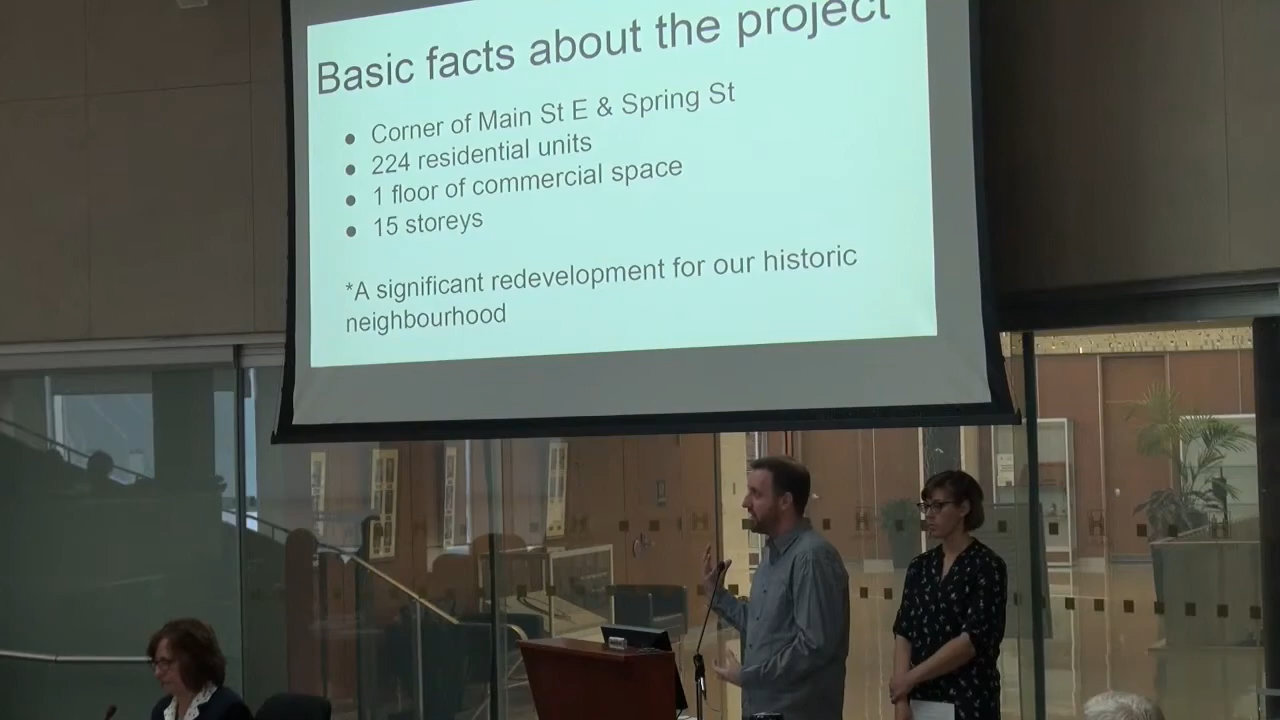 Basic facts about the project
● Corner of Main St E & Spring St
● 224 residential units
● 1 floor of commercial space
● 15 storeys
*A significant redevelopment for our historic
neighbourhood